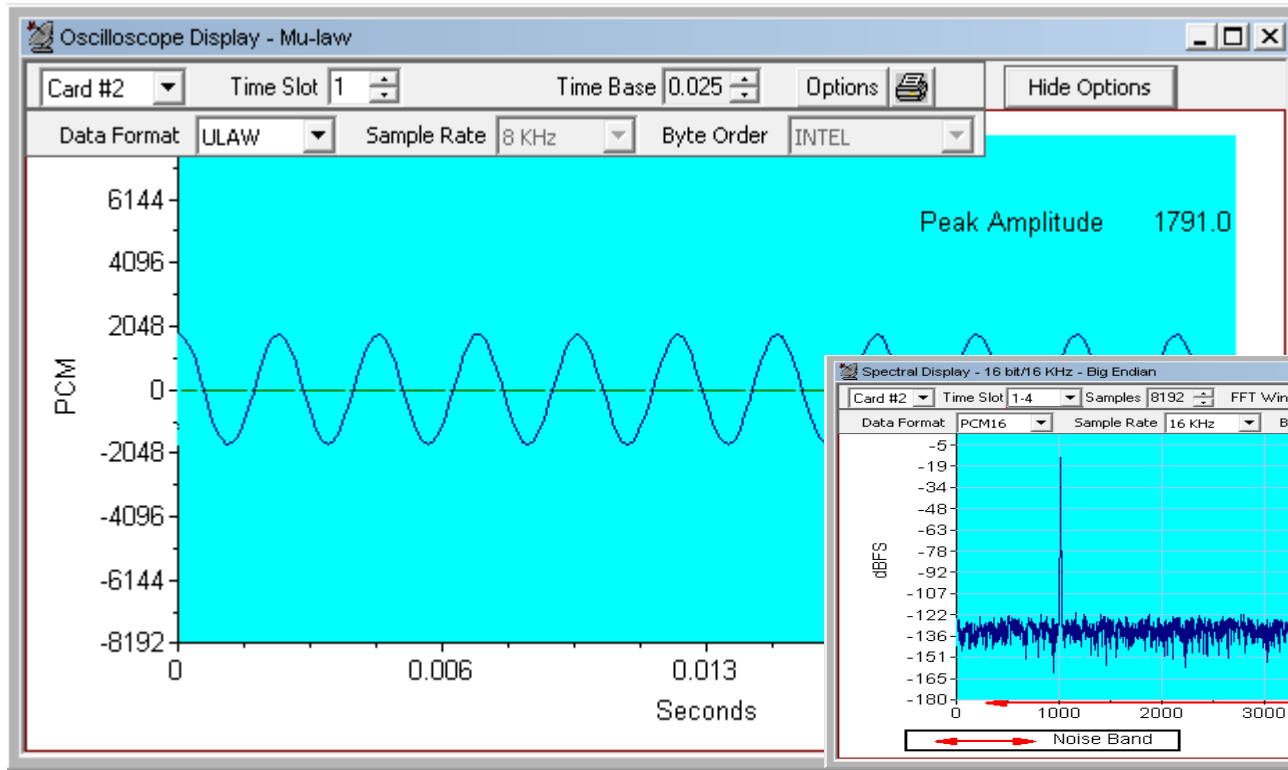 Oscilloscope Display - Mu-law
Card #2 Time Slot 1 Time Base 0.025 Options Hide Options
Data Format ULAW Sample Rate 8 KHz Byte Order INTEL
Peak Amplitude 1791.0
6144
4096
2048
0
-2048
-4096
-6144
-8192
PCM
0 0.006 0.013
Seconds
Spectral Display - 16 bit/16 KHz - Big Endian
Card #2 Time Slot 1-4 Samples 8192 FFT Win
Data Format PCM16 Sample Rate 16 KHz B
-5
-19
-34
-48
-63
-78
-92
-107
-122
-136
-151
-165
-180
dBFS
0 1000 2000 3000
Noise Band